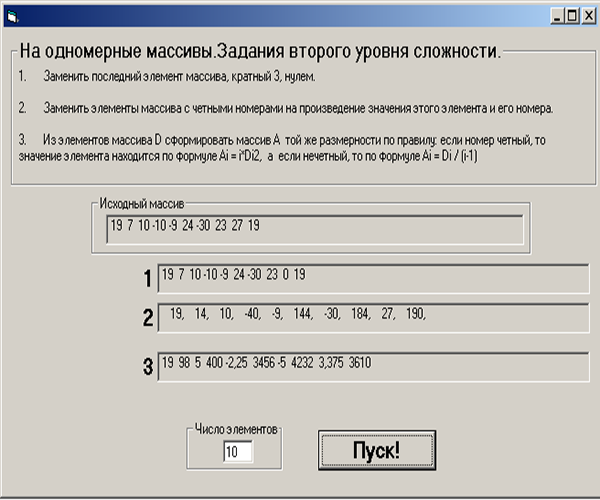 На одномерные массивы.Задания второго уровня сложности.
1. Заменить последний элемент массива, кратный 3, нулем.
2. Заменить элементы массива с четными номерами на произведение значения этого элемента и его номера.
3. Из элементов массива D сформировать массив А той же размерности по правилу: если номер четный, то
значение элемента находится по формуле Ai = i*Di2, а если нечетный, то по формуле Ai = Di / (i-1)
Исходный массив
19 7 10 -10 -9 24 -30 23 27 19
1 19 7 10 -10 -9 24 -30 23 0 19
2 19, 14, 10, -40, -9, 144, -30, 184, 27, 190,
3 19 98 5 400 -2,25 3456 -5 4232 3,375 3610
Число элементов
10
Пуск!